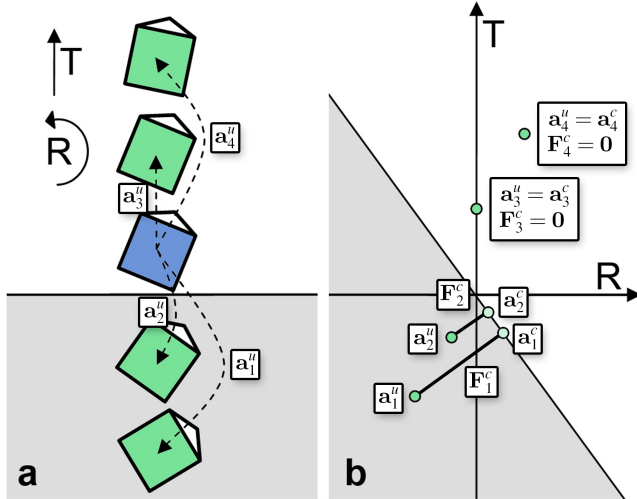 T
R
a₄ᵘ
a₃ᵘ
a₂ᵘ
a₁ᵘ
a
T
a₄ᵘ = a₄ᶜ
F₄ᶜ = 0
a₃ᵘ = a₃ᶜ
F₃ᶜ = 0
R
F₂ᶜ
a₂ᶜ
a₂ᵘ
a₁ᶜ
F₁ᶜ
a₁ᵘ
b